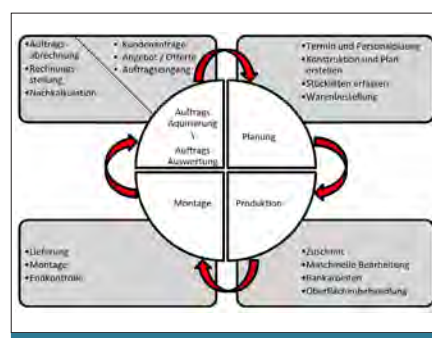 •Auftrags-
abrechnung
•Rechnungs
stellung
•Nachkalkulation
• Kundenanfrage
• Angebot / Offerte
• Auftragseingang
•Termin und Personalplanung
•Konstruktion und Plan
erstellen
•Stücklisten erfassen
•Warenbestellung
Auftrags
Aquirierung
\
Auftrags
Auswertung
Planung
Montage
Produktion
•Lieferung
•Montage
•Endkontrolle
•Zuschnitt
•Maschinelle Bearbeitung
•Bankarbeiten
•Oberflächenbehandlung